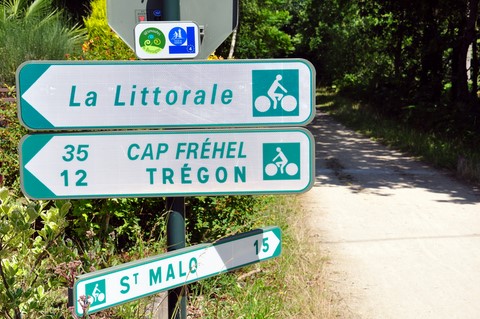 La Littorale
35 CAP FRÉHEL
12 TRÉGON
ST MALO 15